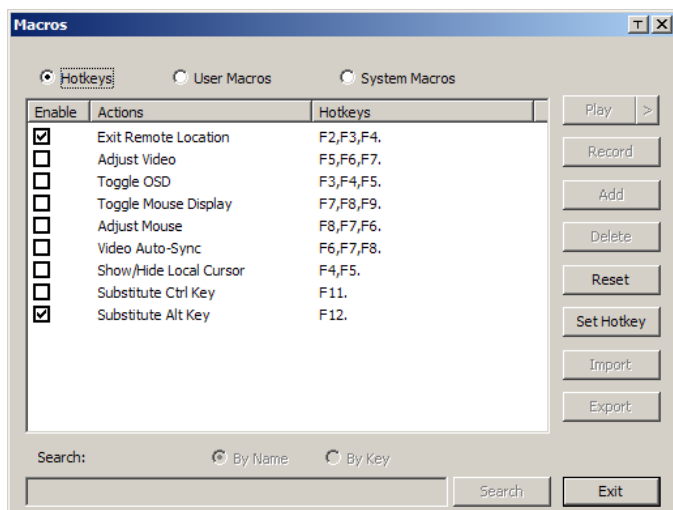 Macros
Hotkeys User Macros System Macros
Enable Actions Hotkeys
Exit Remote Location F2,F3,F4.
Adjust Video F5,F6,F7.
Toggle OSD F3,F4,F5.
Toggle Mouse Display F7,F8,F9.
Adjust Mouse F8,F7,F6.
Video Auto-Sync F6,F7,F8.
Show/Hide Local Cursor F4,F5.
Substitute Ctrl Key F11.
Substitute Alt Key F12.
Play >
Record
Add
Delete
Reset
Set Hotkey
Import
Export
Search: By Name By Key
Search Exit